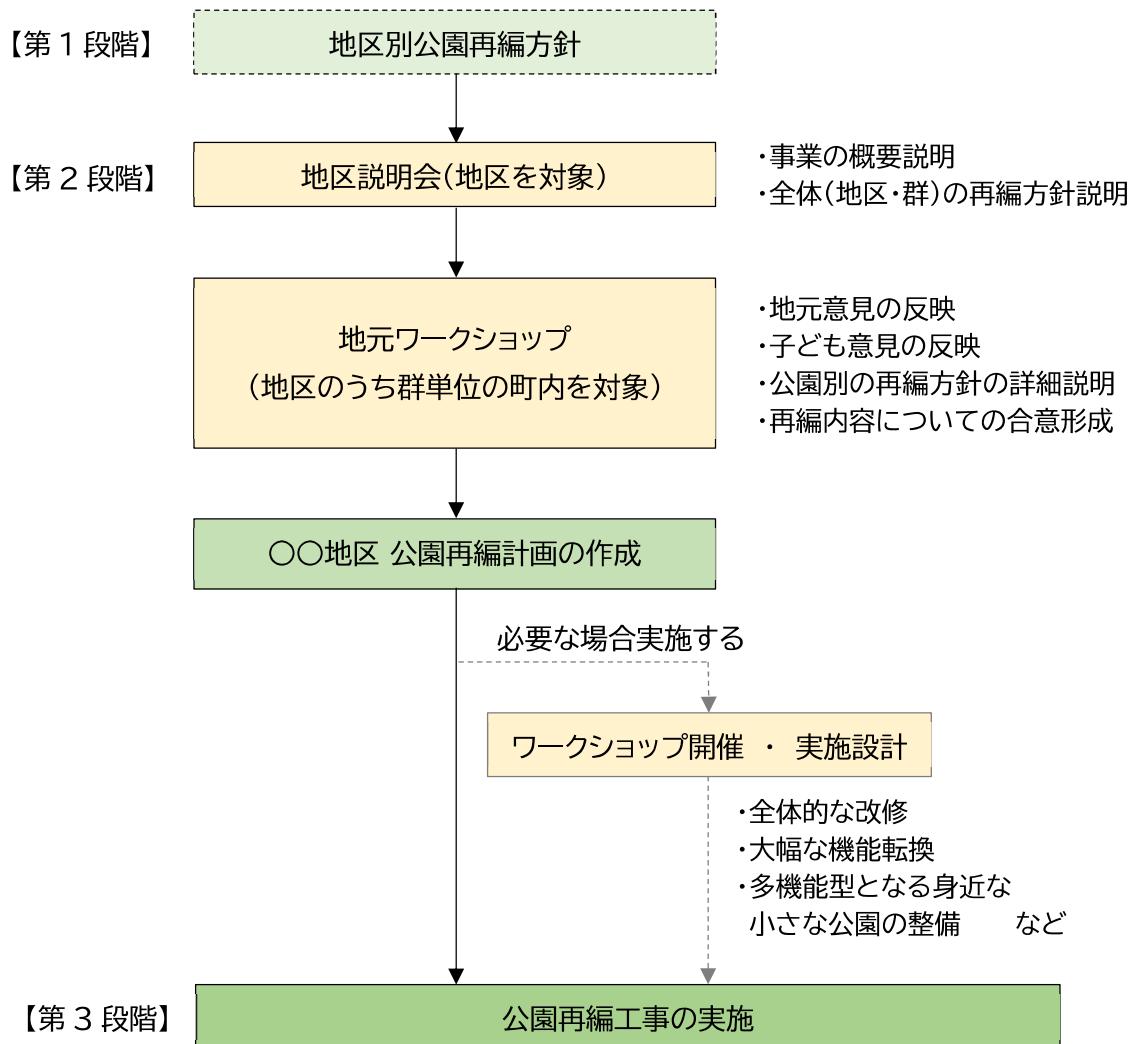 【第１段階】
地区別公園再編方針
【第２段階】
地区説明会（地区を対象）
・事業の概要説明
・全体（地区・群）の再編方針説明
地元ワークショップ
（地区のうち群単位の町内を対象）
・地元意見の反映
・子ども意見の反映
・公園別の再編方針の詳細説明
・再編内容についての合意形成
〇〇地区 公園再編計画の作成
必要な場合実施する
ワークショップ開催 ・ 実施設計
・全体的な改修
・大幅な機能転換
・多機能型となる身近な
小さな公園の整備　　など
【第３段階】
公園再編工事の実施